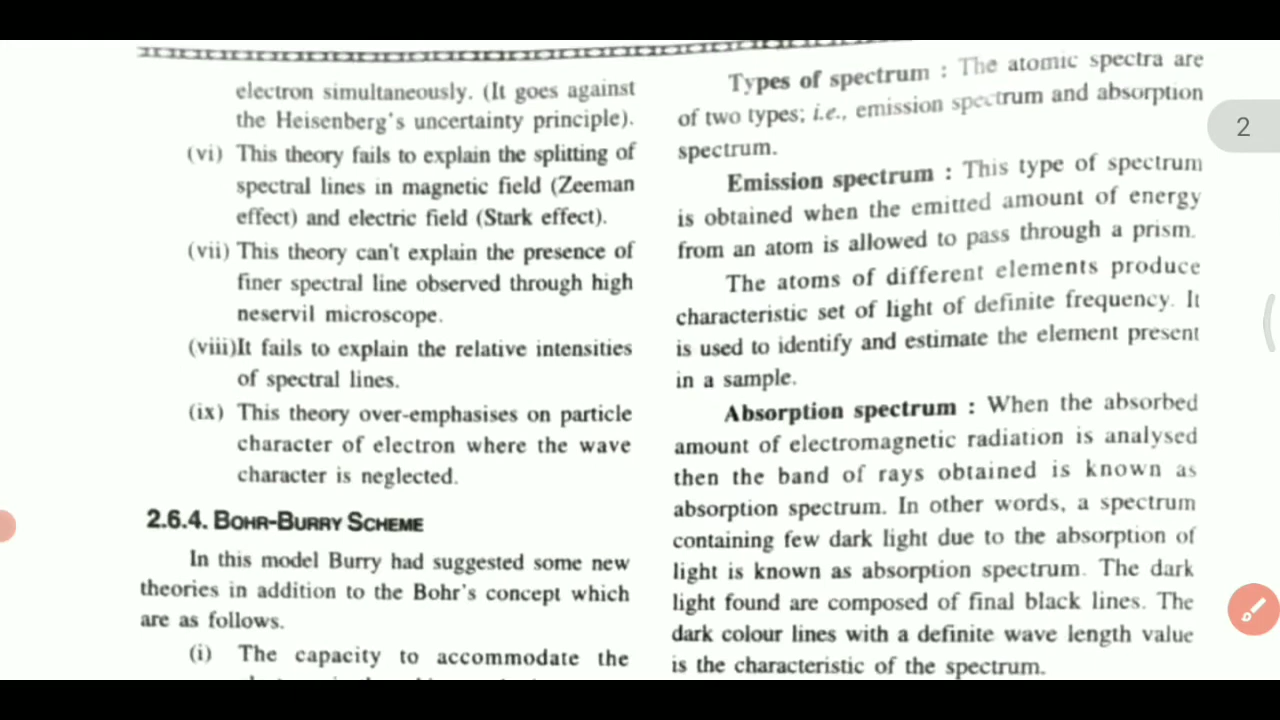 electron simultaneously. (It goes against
the Heisenberg's uncertainty principle).
(vi) This theory fails to explain the splitting of
spectral lines in magnetic field (Zeeman
effect) and electric field (Stark effect).
(vii) This theory can't explain the presence of
finer spectral line observed through high
neservil microscope.
(viii)It fails to explain the relative intensities
of spectral lines.
(ix) This theory over-emphasises on particle
character of electron where the wave
character is neglected.
2.6.4. BOHR-BURRY SCHEME
In this model Burry had suggested some new
theories in addition to the Bohr's concept which
are as follows.
(i) The capacity to accommodate the
Types of spectrum : The atomic spectra are
of two types; i.e., emission spectrum and absorption
spectrum.
Emission spectrum : This type of spectrum
is obtained when the emitted amount of energy
from an atom is allowed to pass through a prism.
The atoms of different elements produce
characteristic set of light of definite frequency. It
is used to identify and estimate the element present
in a sample.
Absorption spectrum : When the absorbed
amount of electromagnetic radiation is analysed
then the band of rays obtained is known as
absorption spectrum. In other words, a spectrum
containing few dark light due to the absorption of
light is known as absorption spectrum. The dark
light found are composed of final black lines. The
dark colour lines with a definite wave length value
is the characteristic of the spectrum.
2